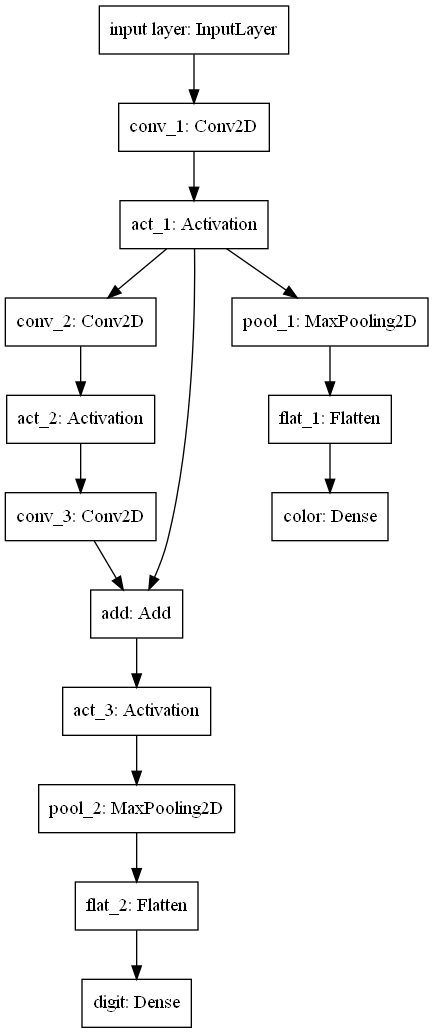 input layer: InputLayer
conv_1: Conv2D
act_1: Activation
conv_2: Conv2D
pool_1: MaxPooling2D
act_2: Activation
flat_1: Flatten
conv_3: Conv2D
color: Dense
add: Add
act_3: Activation
pool_2: MaxPooling2D
flat_2: Flatten
digit: Dense